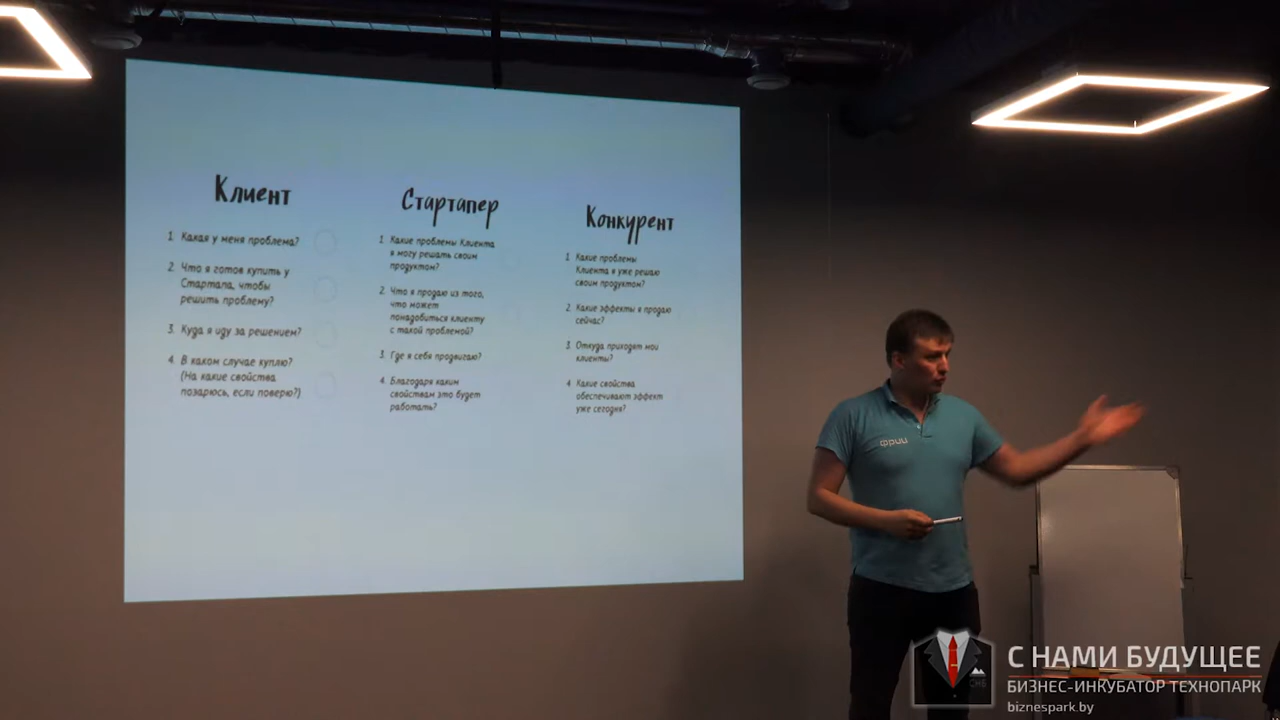 Клиент
1. Какая у меня проблема?
2. Что я готов купить у
Стартапа, чтобы
решить проблему?
3. Куда я иду за решением?
4. В каком случае куплю?
(На какие свойства
позарюсь, если поверю?)
Стартапер
1. Какие проблемы Клиента
я могу решать своим
продуктом?
2. Что я продаю из того,
что может
понадобиться клиенту
с такой проблемой?
3. Где я себя продвигаю?
4. Благодаря каким
свойствам это будет
работать?
Конкурент
1. Какие проблемы
Клиента я уже решаю
своим продуктом?
2. Какие эффекты я продаю
сейчас?
3. Откуда приходят мои
клиенты?
4. Какие свойства
обеспечивают эффект
уже сегодня?
фрии
СНБ
С НАМИ БУДУЩЕЕ
БИЗНЕС-ИНКУБАТОР ТЕХНОПАРК
biznespark.by